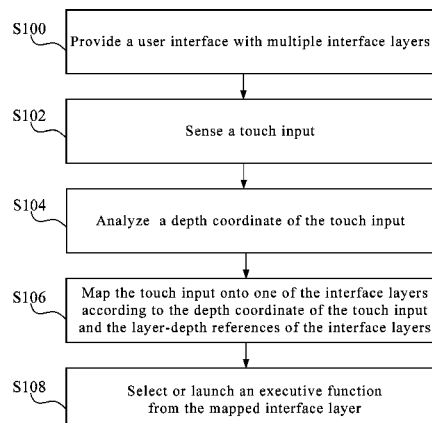 S100
Provide a user interface with multiple interface layers
S102
Sense a touch input
S104
Analyze a depth coordinate of the touch input
S106
Map the touch input onto one of the interface layers
according to the depth coordinate of the touch input
and the layer-depth references of the interface layers
S108
Select or launch an executive function
from the mapped interface layer